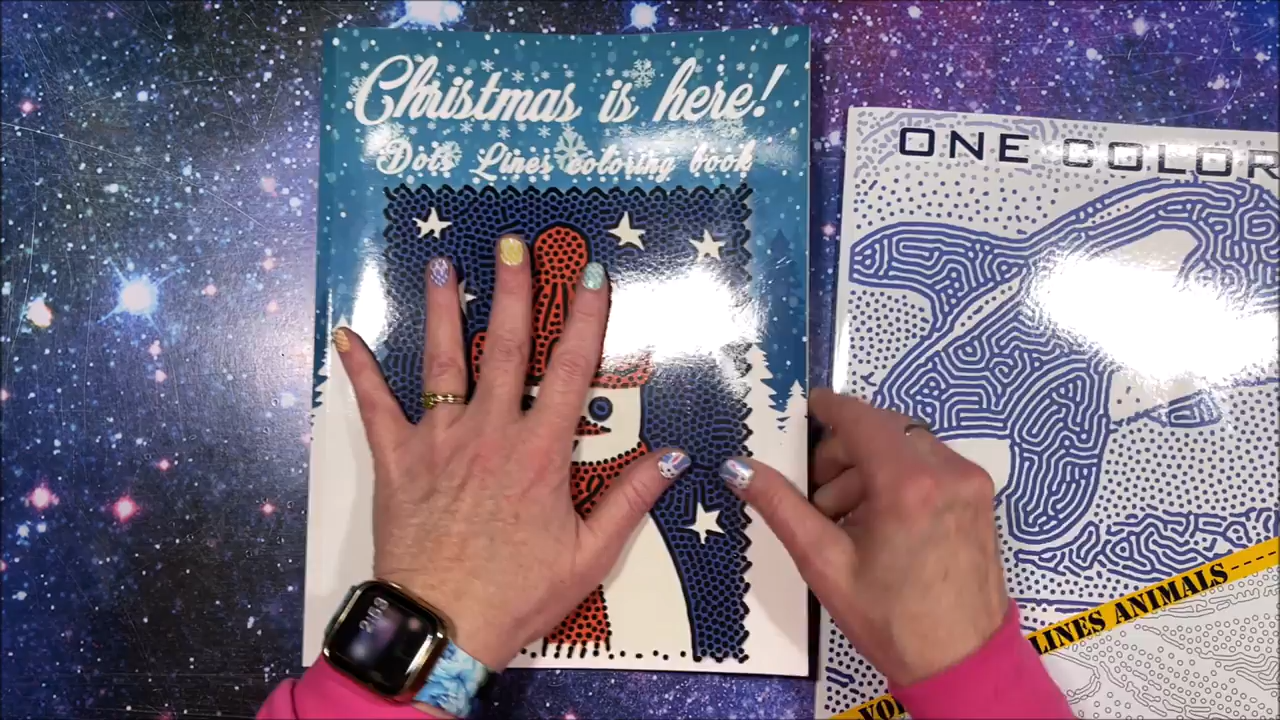 Christmas is here!
Dots Lines coloring book
ONE COLOR
LINES ANIMALS